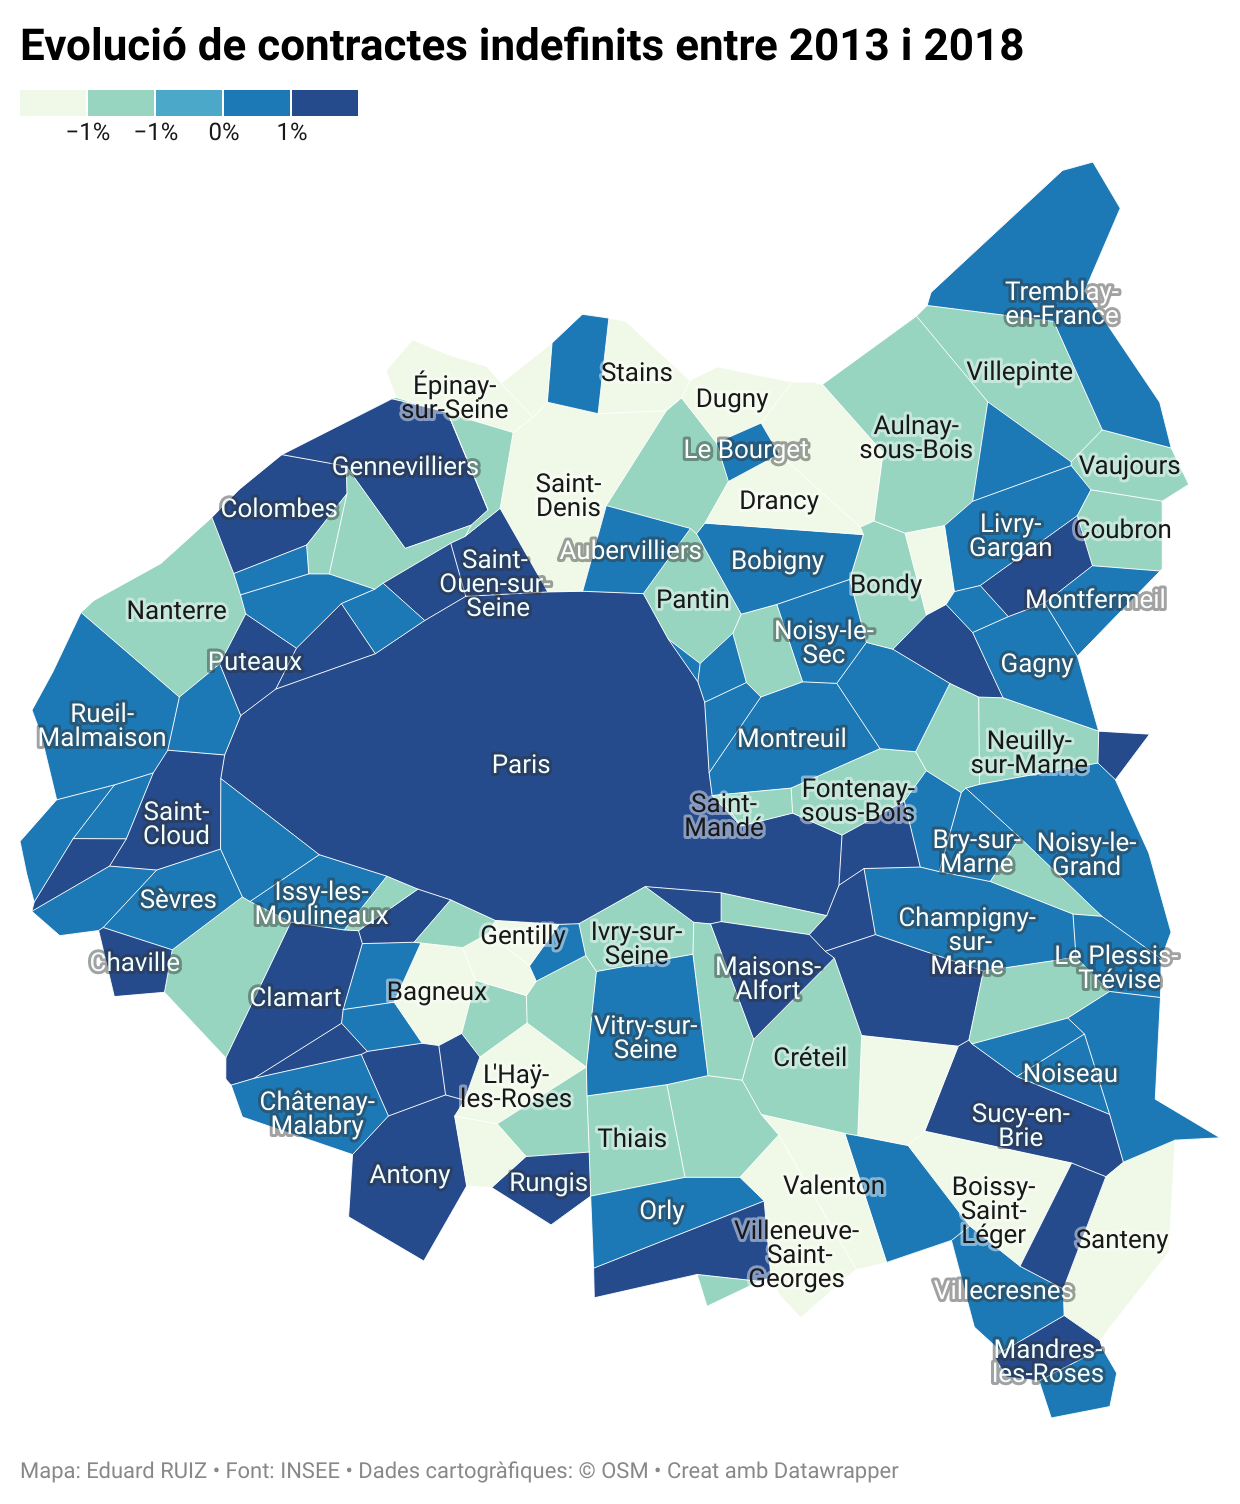 Evolució de contractes indefinits entre 2013 i 2018
−1% −1% 0% 1%
Tremblay-
en-France
Villepinte
Stains
Épinay-
sur-Seine
Dugny
Aulnay-
sous-Bois
Le Bourget
Vaujours
Gennevilliers
Saint-
Denis
Drancy
Colombes
Livry-
Gargan
Coubron
Aubervilliers
Bobigny
Saint-
Ouen-sur-
Seine
Bondy
Pantin
Montfermeil
Nanterre
Noisy-le-
Sec
Puteaux
Gagny
Rueil-
Malmaison
Montreuil
Neuilly-
sur-Marne
Paris
Fontenay-
sous-Bois
Saint-
Mandé
Saint-
Cloud
Bry-sur-
Marne
Noisy-le-
Grand
Sèvres
Issy-les-
Moulineaux
Champigny-
sur-
Marne
Gentilly
Ivry-sur-
Seine
Chaville
Maisons-
Alfort
Le Plessis-
Trévise
Clamart
Bagneux
Vitry-sur-
Seine
Créteil
Noiseau
L'Haÿ-
les-Roses
Châtenay-
Malabry
Sucy-en-
Brie
Thiais
Antony
Rungis
Valenton
Boissy-
Saint-
Léger
Orly
Villeneuve-
Saint-
Georges
Santeny
Villecresnes
Mandres-
les-Roses
Mapa: Eduard RUIZ • Font: INSEE • Dades cartogràfiques: © OSM • Creat amb Datawrapper